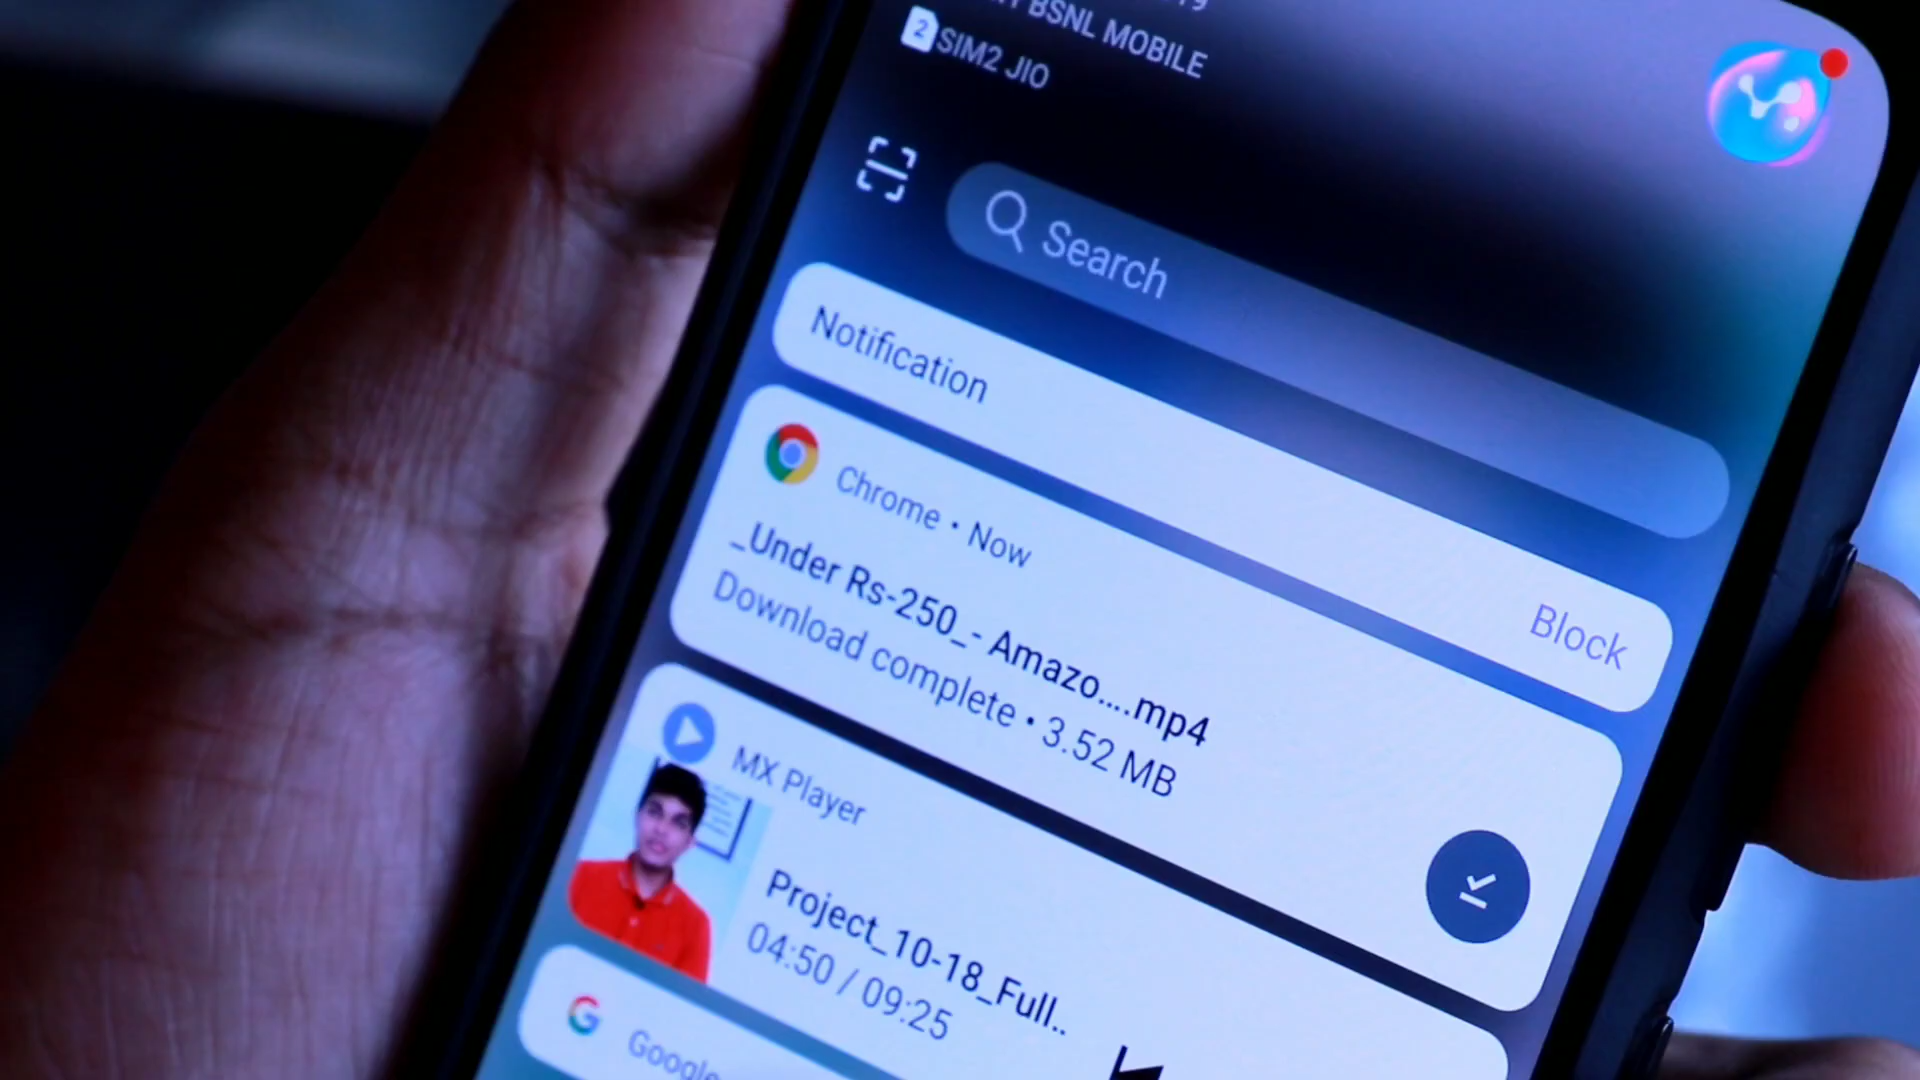 BSNL MOBILE
2 SIM2 JIO
Search
Notification
Block
Chrome • Now
_Under Rs-250_- Amazo....mp4
Download complete • 3.52 MB
MX Player
Project_10-18_Full..
04:50 / 09:25
Google